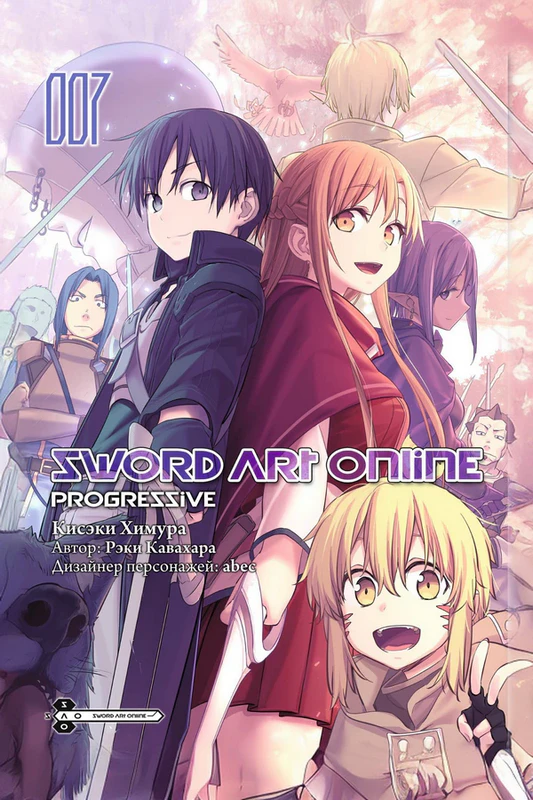 007
SWORD ART ONLINE
PROGRESSIVE
Кисэки Химура
Автор: Рэки Кавахара
Дизайнер персонажей: abec
S
S A O SWORD ART ONLINE
O